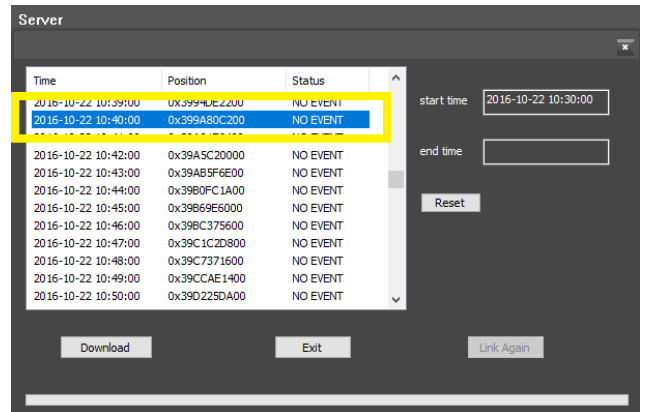 Server
Time Position Status
2016-10-22 10:39:00 0x3994DE2200 NO EVENT
2016-10-22 10:40:00 0x399A80C200 NO EVENT
2016-10-22 10:42:00 0x39A5C20000 NO EVENT
2016-10-22 10:43:00 0x39AB5F6E00 NO EVENT
2016-10-22 10:44:00 0x39B0FC1A00 NO EVENT
2016-10-22 10:45:00 0x39B69E6000 NO EVENT
2016-10-22 10:46:00 0x39BC375600 NO EVENT
2016-10-22 10:47:00 0x39C1C2D800 NO EVENT
2016-10-22 10:48:00 0x39C7371600 NO EVENT
2016-10-22 10:49:00 0x39CCAE1400 NO EVENT
2016-10-22 10:50:00 0x39D225DA00 NO EVENT
start time 2016-10-22 10:30:00
end time
Reset
Download Exit Link Again